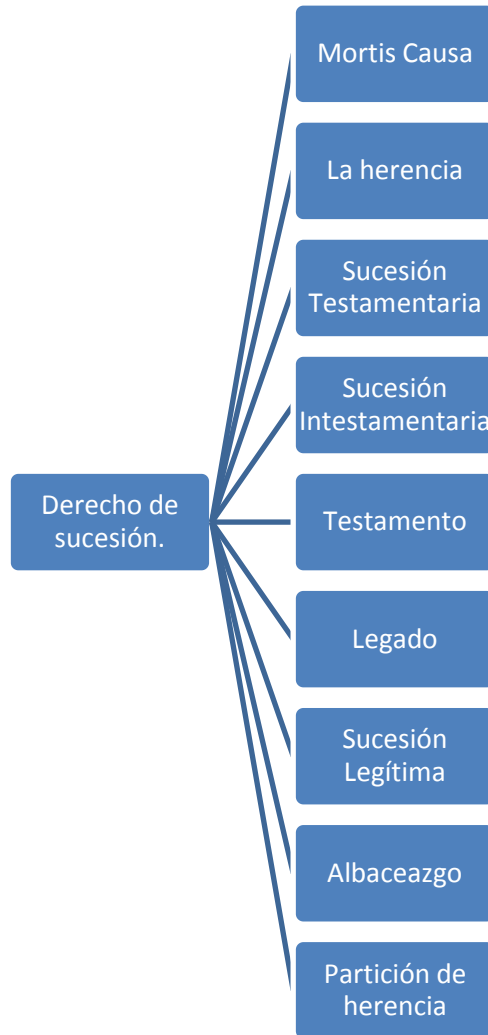 Mortis Causa
La herencia
Sucesión
Testamentaria
Sucesión
Intestamentaria
Derecho de
sucesión.
Testamento
Legado
Sucesión
Legítima
Albaceazgo
Partición de
herencia